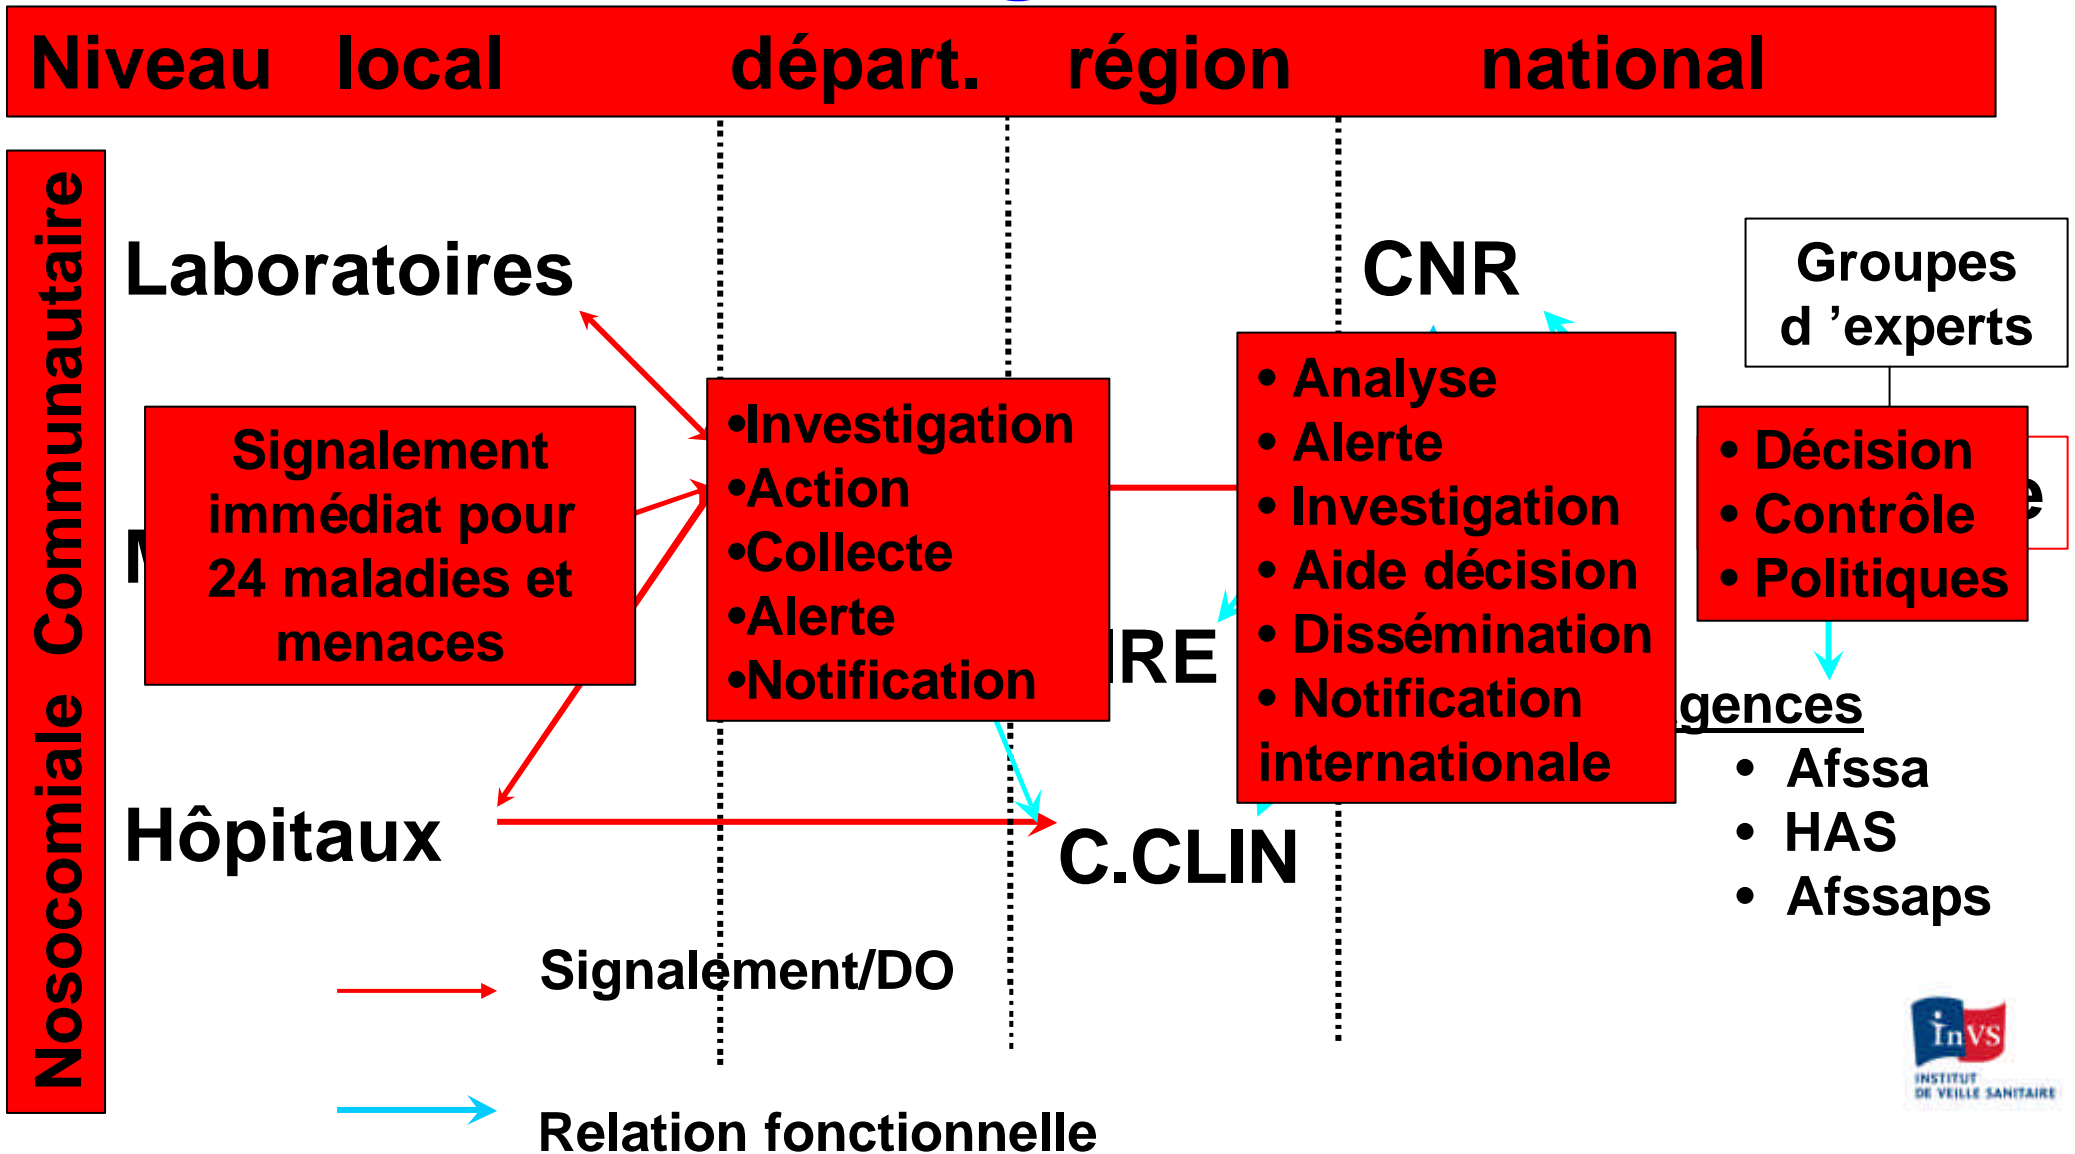 Niveau local départ. région national
Nosocomiale Communautaire
Laboratoires
Signalement
immédiat pour
24 maladies et
menaces
Hôpitaux
•Investigation
•Action
•Collecte
•Alerte
•Notification
C.CLIN
CNR
• Analyse
• Alerte
• Investigation
• Aide décision
• Dissémination
• Notification
internationale
Groupes
d ’experts
• Décision
• Contrôle
• Politiques
• Afssa
• HAS
• Afssaps
Signalement/DO
Relation fonctionnelle
InVS
INSTITUT
DE VEILLE SANITAIRE